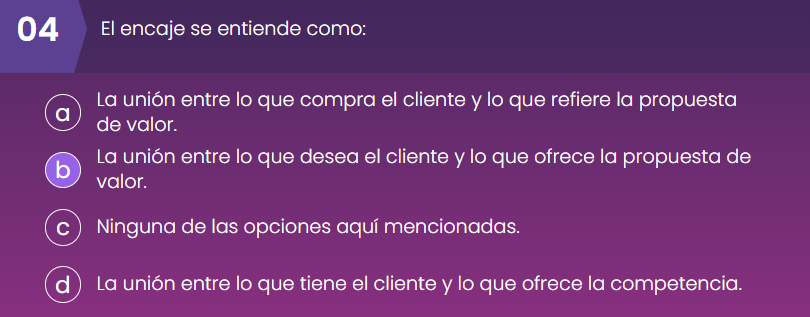 04
El encaje se entiende como:
a
La unión entre lo que compra el cliente y lo que refiere la propuesta
de valor.
b
La unión entre lo que desea el cliente y lo que ofrece la propuesta de
valor.
c
Ninguna de las opciones aquí mencionadas.
d
La unión entre lo que tiene el cliente y lo que ofrece la competencia.